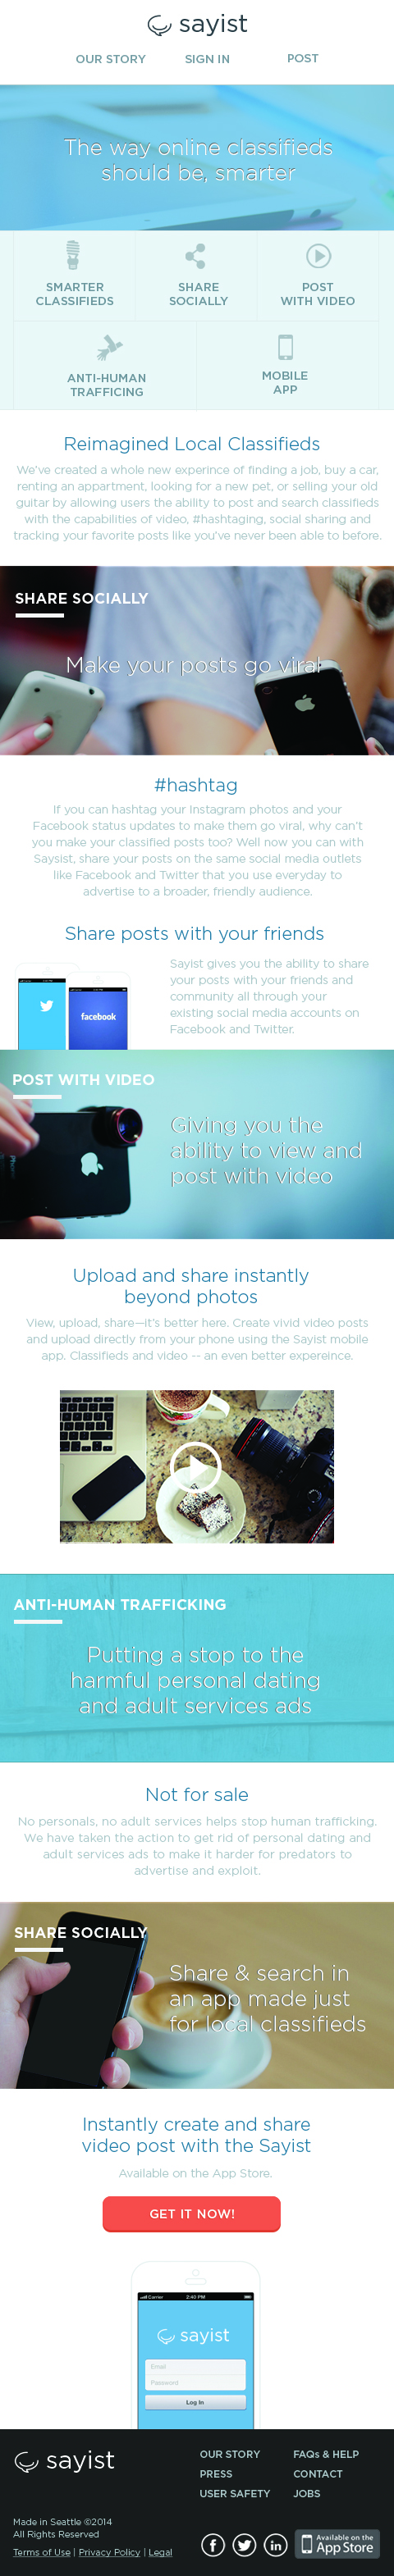 sayist
OUR STORY SIGN IN POST
The way online classifieds
should be, smarter
SMARTER
CLASSIFIEDS
SHARE
SOCIALLY
POST
WITH VIDEO
ANTI-HUMAN
TRAFFICING
MOBILE
APP
Reimagined Local Classifieds
We've created a whole new experince of finding a job, buy a car,
renting an appartment, looking for a new pet, or selling your old
guitar by allowing users the ability to post and search classifieds
with the capabilities of video, #hashtaging, social sharing and
tracking your favorite posts like you've never been able to before.
SHARE SOCIALLY
Make your posts go viral
#hashtag
If you can hashtag your Instagram photos and your
Facebook status updates to make them go viral, why can't
you make your classified posts too? Well now you can with
Saysist, share your posts on the same social media outlets
like Facebook and Twitter that you use everyday to
advertise to a broader, friendly audience.
Share posts with your friends
facebook
Sayist gives you the ability to share
your posts with your friends and
community all through your
existing social media accounts on
Facebook and Twitter.
POST WITH VIDEO
Giving you the
ability to view and
post with video
Upload and share instantly
beyond photos
View, upload, share—it's better here. Create vivid video posts
and upload directly from your phone using the Sayist mobile
app. Classifieds and video -- an even better expereince.
ANTI-HUMAN TRAFFICKING
Putting a stop to the
harmful personal dating
and adult services ads
Not for sale
No personals, no adult services helps stop human trafficking.
We have taken the action to get rid of personal dating and
adult services ads to make it harder for predators to
advertise and exploit.
SHARE SOCIALLY
Share & search in
an app made just
for local classifieds
Instantly create and share
video post with the Sayist
Available on the App Store.
GET IT NOW!
Carrier 2:40 PM
sayist
Email
Password
Log In
sayist
OUR STORY
PRESS
USER SAFETY
FAQs & HELP
CONTACT
JOBS
Made in Seattle ©2014
All Rights Reserved
Terms of Use | Privacy Policy | Legal
Available on the
App Store